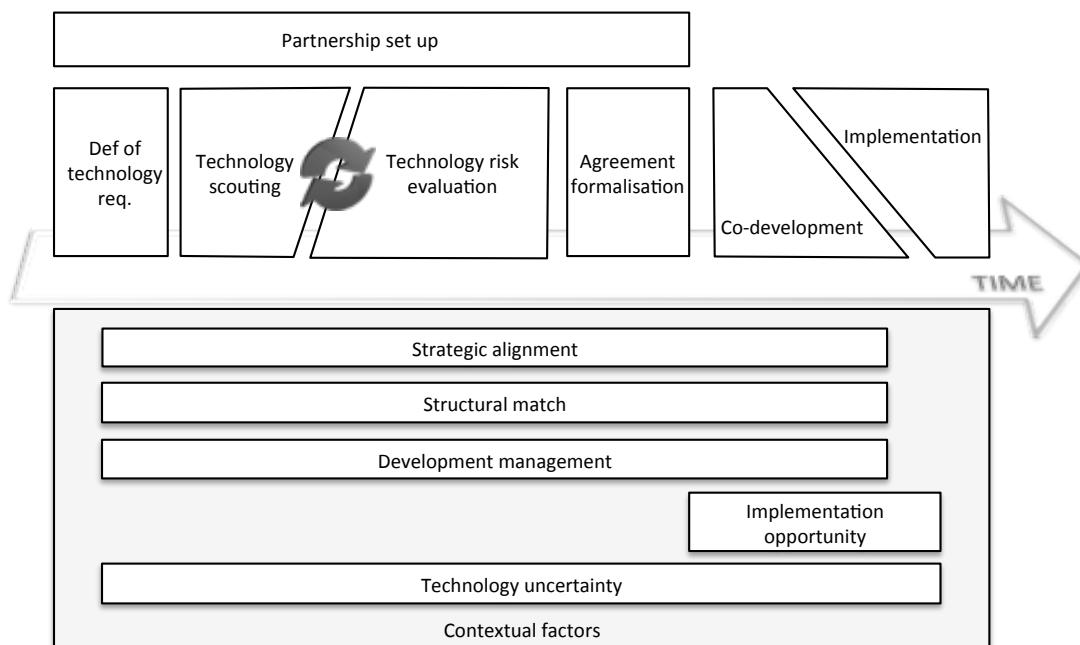 Partnership set up
Def of
technology
req.
Technology
scouting
Technology risk
evaluation
Agreement
formalisation
Co-development
Implementation
TIME
Strategic alignment
Structural match
Development management
Implementation
opportunity
Technology uncertainty
Contextual factors